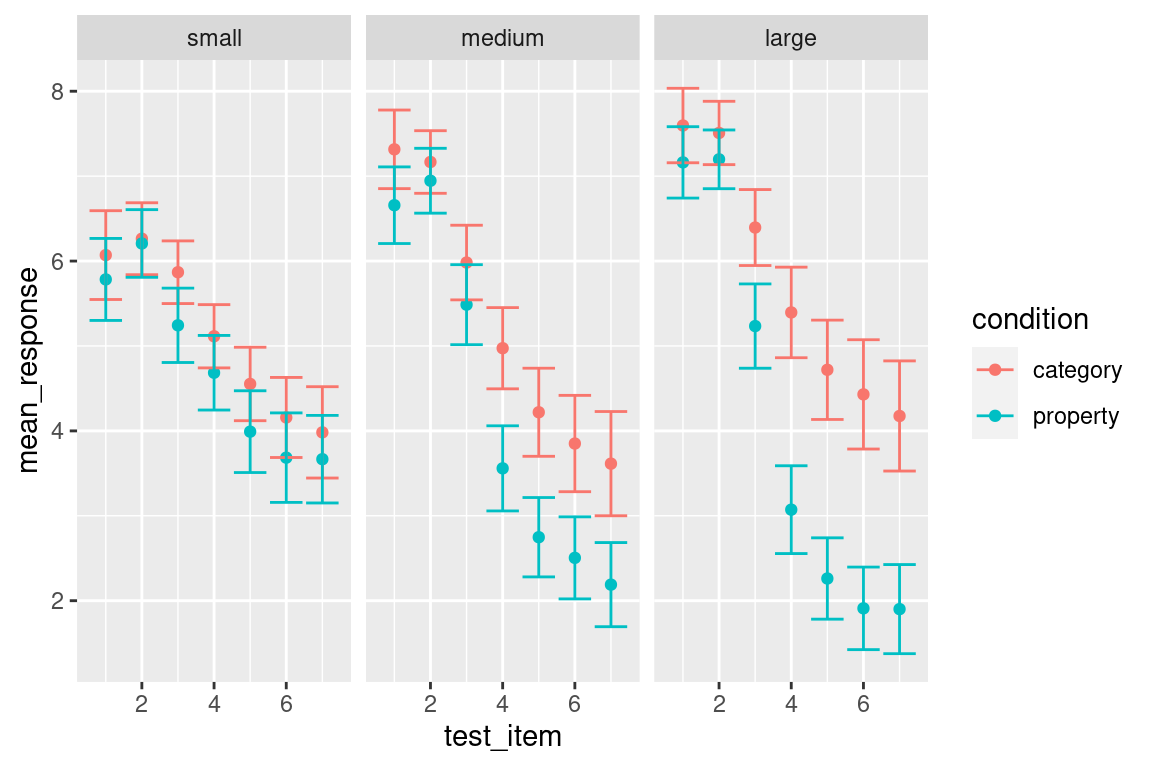 small medium large
8
6
4
2
mean_response
2 4 6 2 4 6 2 4 6
test_item
condition
category
property